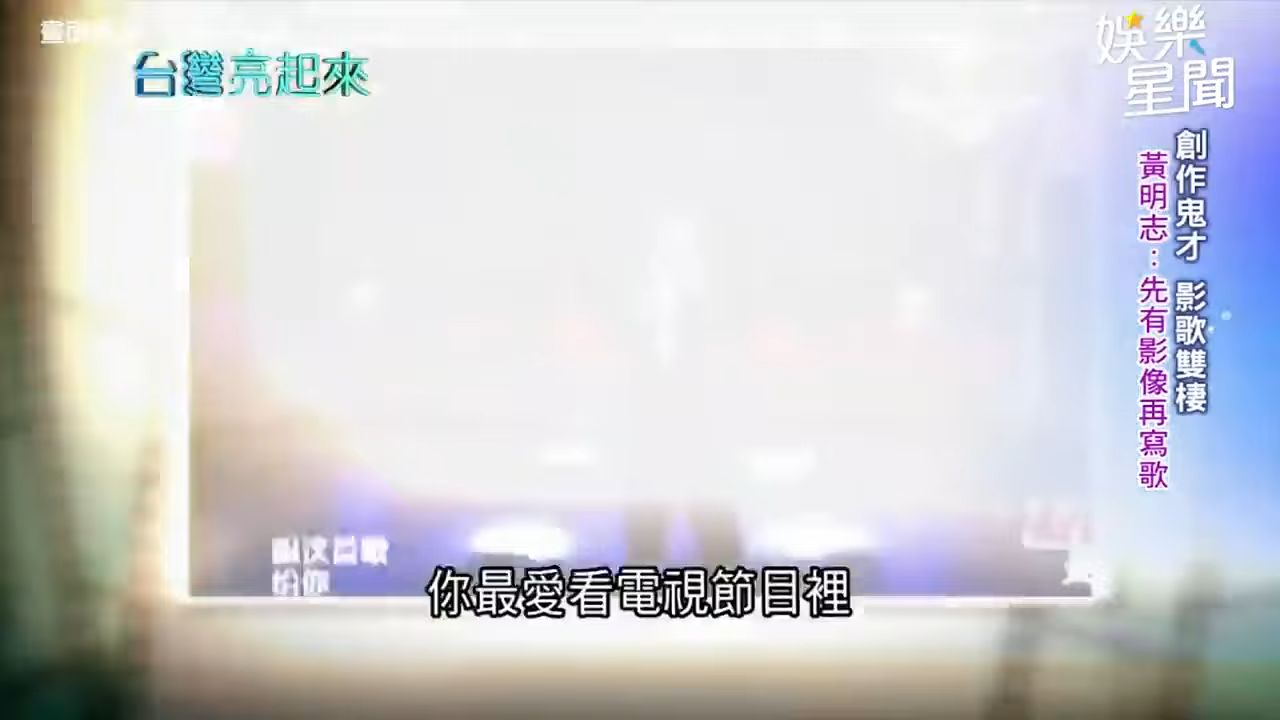 台灣亮起來
娛樂
星聞
創作鬼才 影歌雙棲
黃明志：先有影像再寫歌
你最愛看電視節目裡